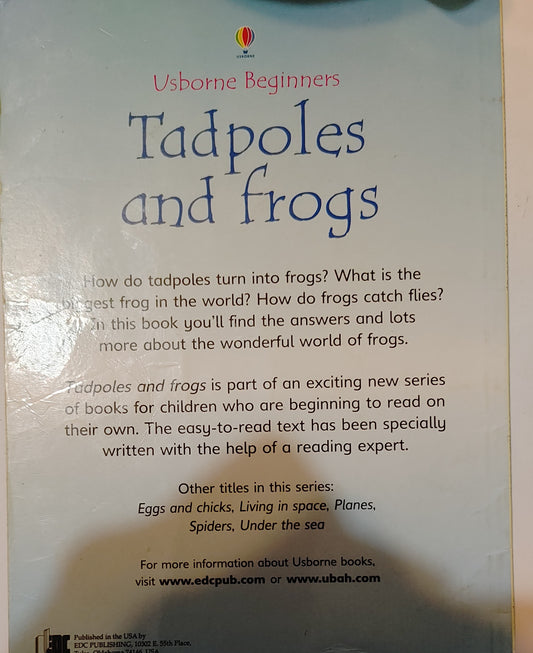 USBORNE
Usborne Beginners
Tadpoles
and frogs
How do tadpoles turn into frogs? What is the
biggest frog in the world? How do frogs catch flies?
In this book you'll find the answers and lots
more about the wonderful world of frogs.
Tadpoles and frogs is part of an exciting new series
of books for children who are beginning to read on
their own. The easy-to-read text has been specially
written with the help of a reading expert.
Other titles in this series:
Eggs and chicks, Living in space, Planes,
Spiders, Under the sea
For more information about Usborne books,
visit www.edcpub.com or www.ubah.com
Published in the USA by
EDC PUBLISHING, 10302 E. 55th Place,
Tulsa, Oklahoma 74146, USA